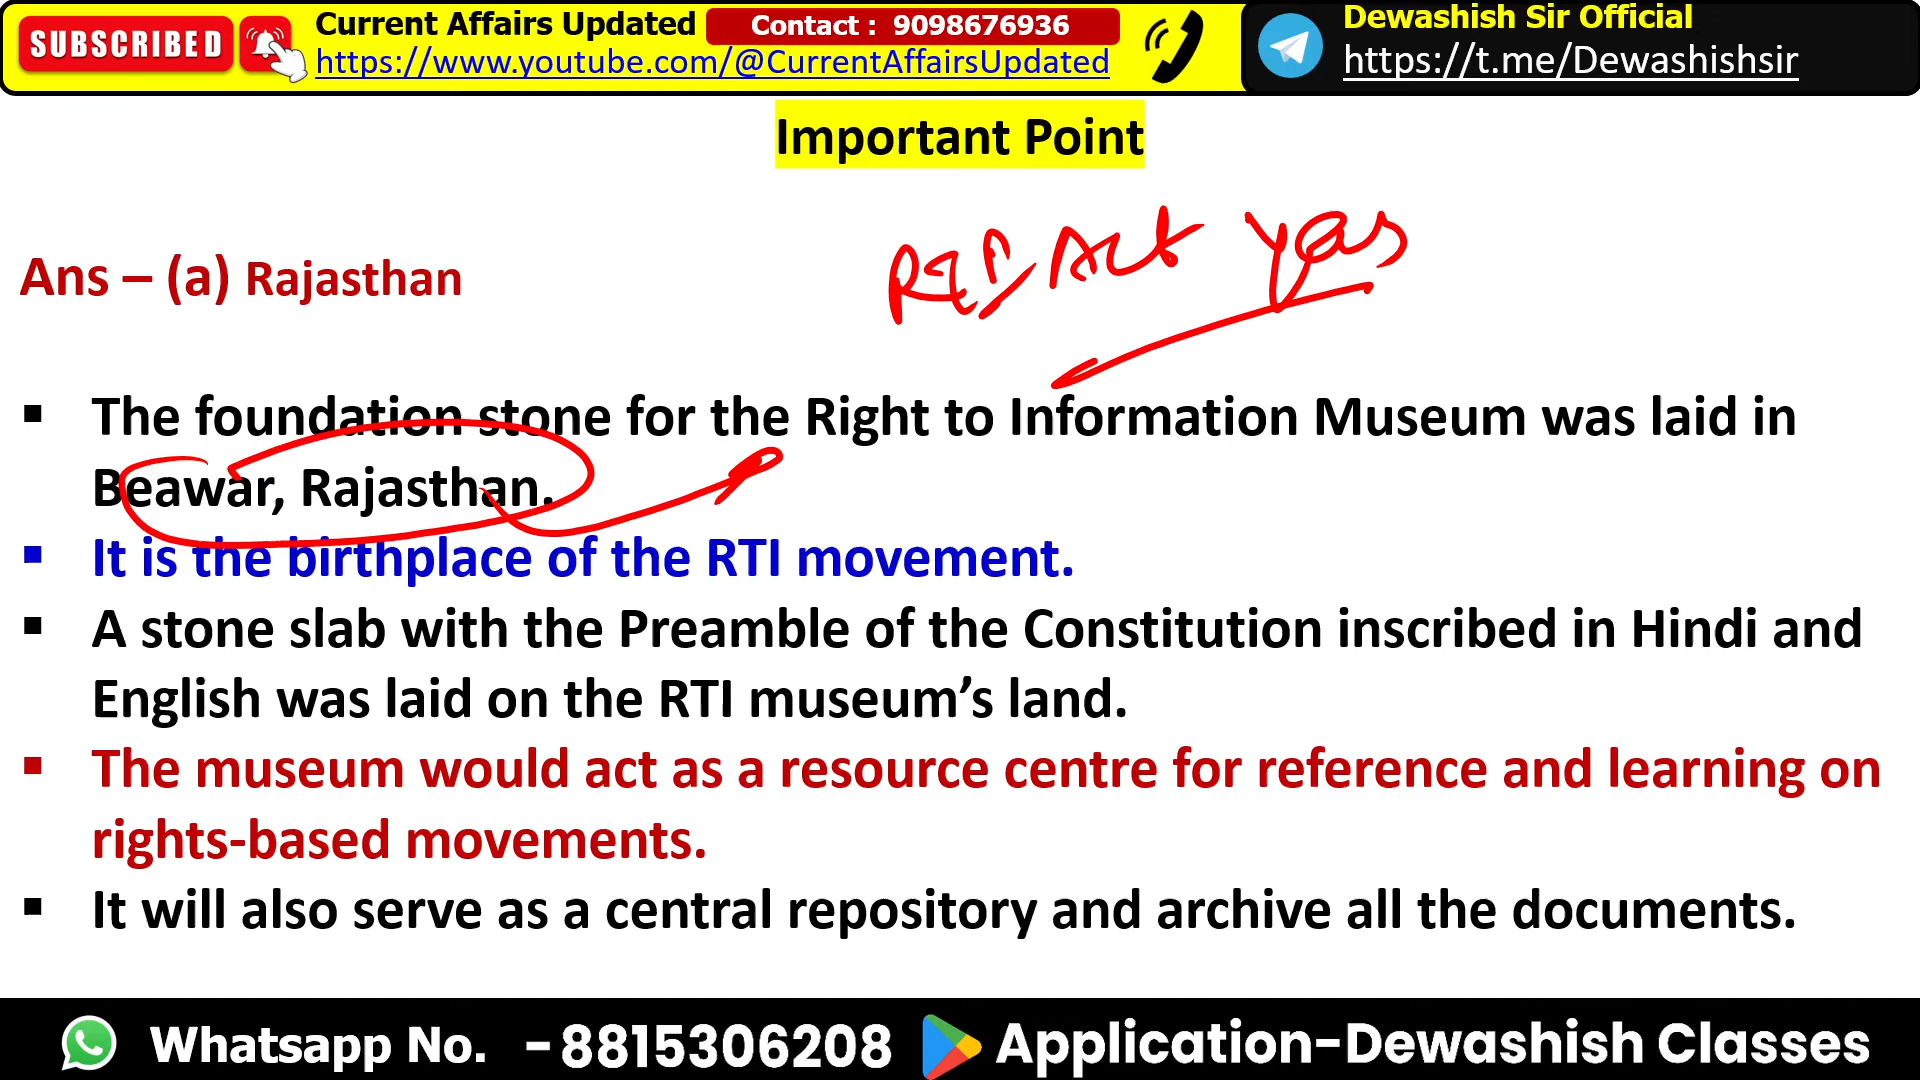 SUBSCRIBED
Current Affairs Updated
Contact : 9098676936
https://www.youtube.com/@CurrentAffairsUpdated
Dewashish Sir Official
https://t.me/Dewashishsir
Important Point
RTI Act
Ans – (a) Rajasthan
▪ The foundation stone for the Right to Information Museum was laid in
Beawar, Rajasthan.
▪ It is the birthplace of the RTI movement.
▪ A stone slab with the Preamble of the Constitution inscribed in Hindi and
English was laid on the RTI museum’s land.
▪ The museum would act as a resource centre for reference and learning on
rights-based movements.
▪ It will also serve as a central repository and archive all the documents.
Whatsapp No. -8815306208
Application-Dewashish Classes